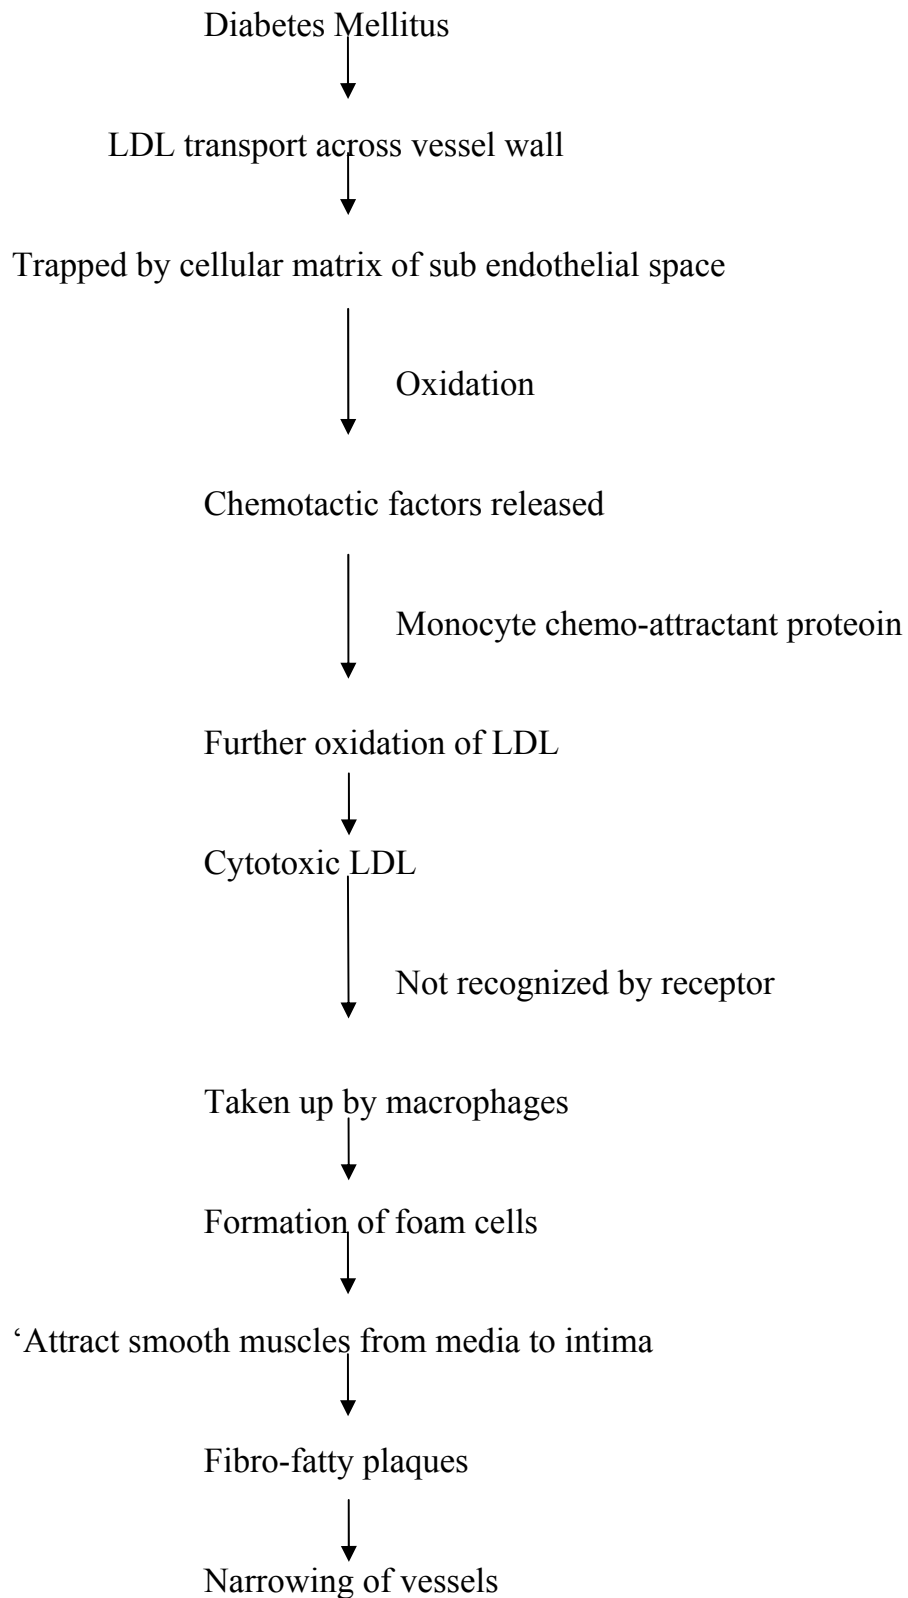 Diabetes Mellitus
LDL transport across vessel wall
Trapped by cellular matrix of sub endothelial space
Oxidation
Chemotactic factors released
Monocyte chemo-attractant proteoin
Further oxidation of LDL
Cytotoxic LDL
Not recognized by receptor
Taken up by macrophages
Formation of foam cells
‘Attract smooth muscles from media to intima
Fibro-fatty plaques
Narrowing of vessels